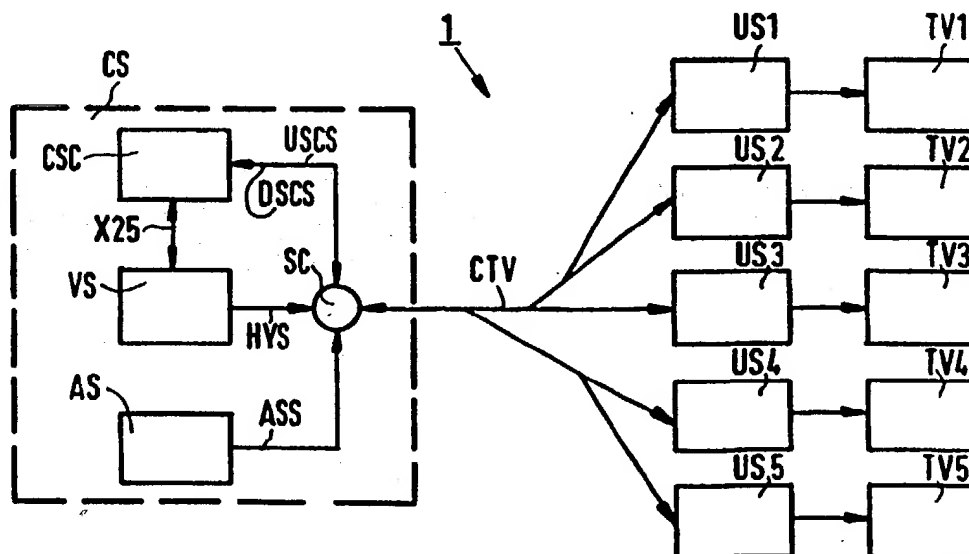 1
US1
TV1
CS
CSC
USCS
DSCS
US2
TV2
X25
SC
CTV
US3
TV3
VS
HYS
US4
TV4
AS
ASS
US5
TV5